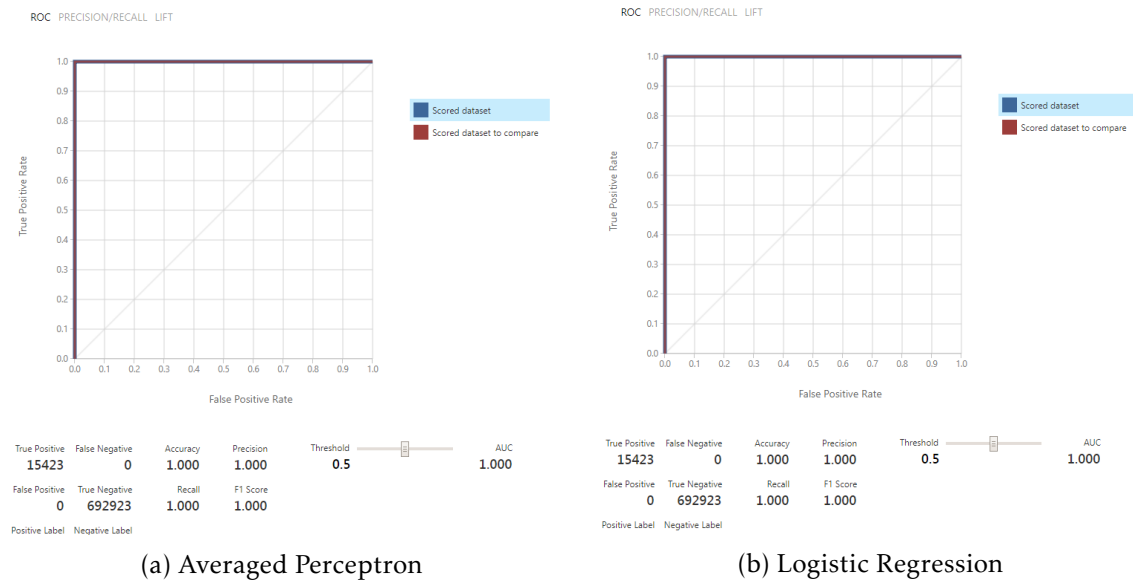 ROC PRECISION/RECALL LIFT
1.0
0.9
0.8
0.7
0.6
0.5
0.4
0.3
0.2
0.1
0.0
True Positive Rate
0.0 0.1 0.2 0.3 0.4 0.5 0.6 0.7 0.8 0.9 1.0
False Positive Rate
Scored dataset
Scored dataset to compare
True Positive False Negative Accuracy Precision Threshold AUC
15423 0 1.000 1.000 0.5 1.000
False Positive True Negative Recall F1 Score
0 692923 1.000 1.000
Positive Label Negative Label
(a) Averaged Perceptron
ROC PRECISION/RECALL LIFT
1.0
0.9
0.8
0.7
0.6
0.5
0.4
0.3
0.2
0.1
0.0
True Positive Rate
0.0 0.1 0.2 0.3 0.4 0.5 0.6 0.7 0.8 0.9 1.0
False Positive Rate
Scored dataset
Scored dataset to compare
True Positive False Negative Accuracy Precision Threshold AUC
15423 0 1.000 1.000 0.5 1.000
False Positive True Negative Recall F1 Score
0 692923 1.000 1.000
Positive Label Negative Label
(b) Logistic Regression